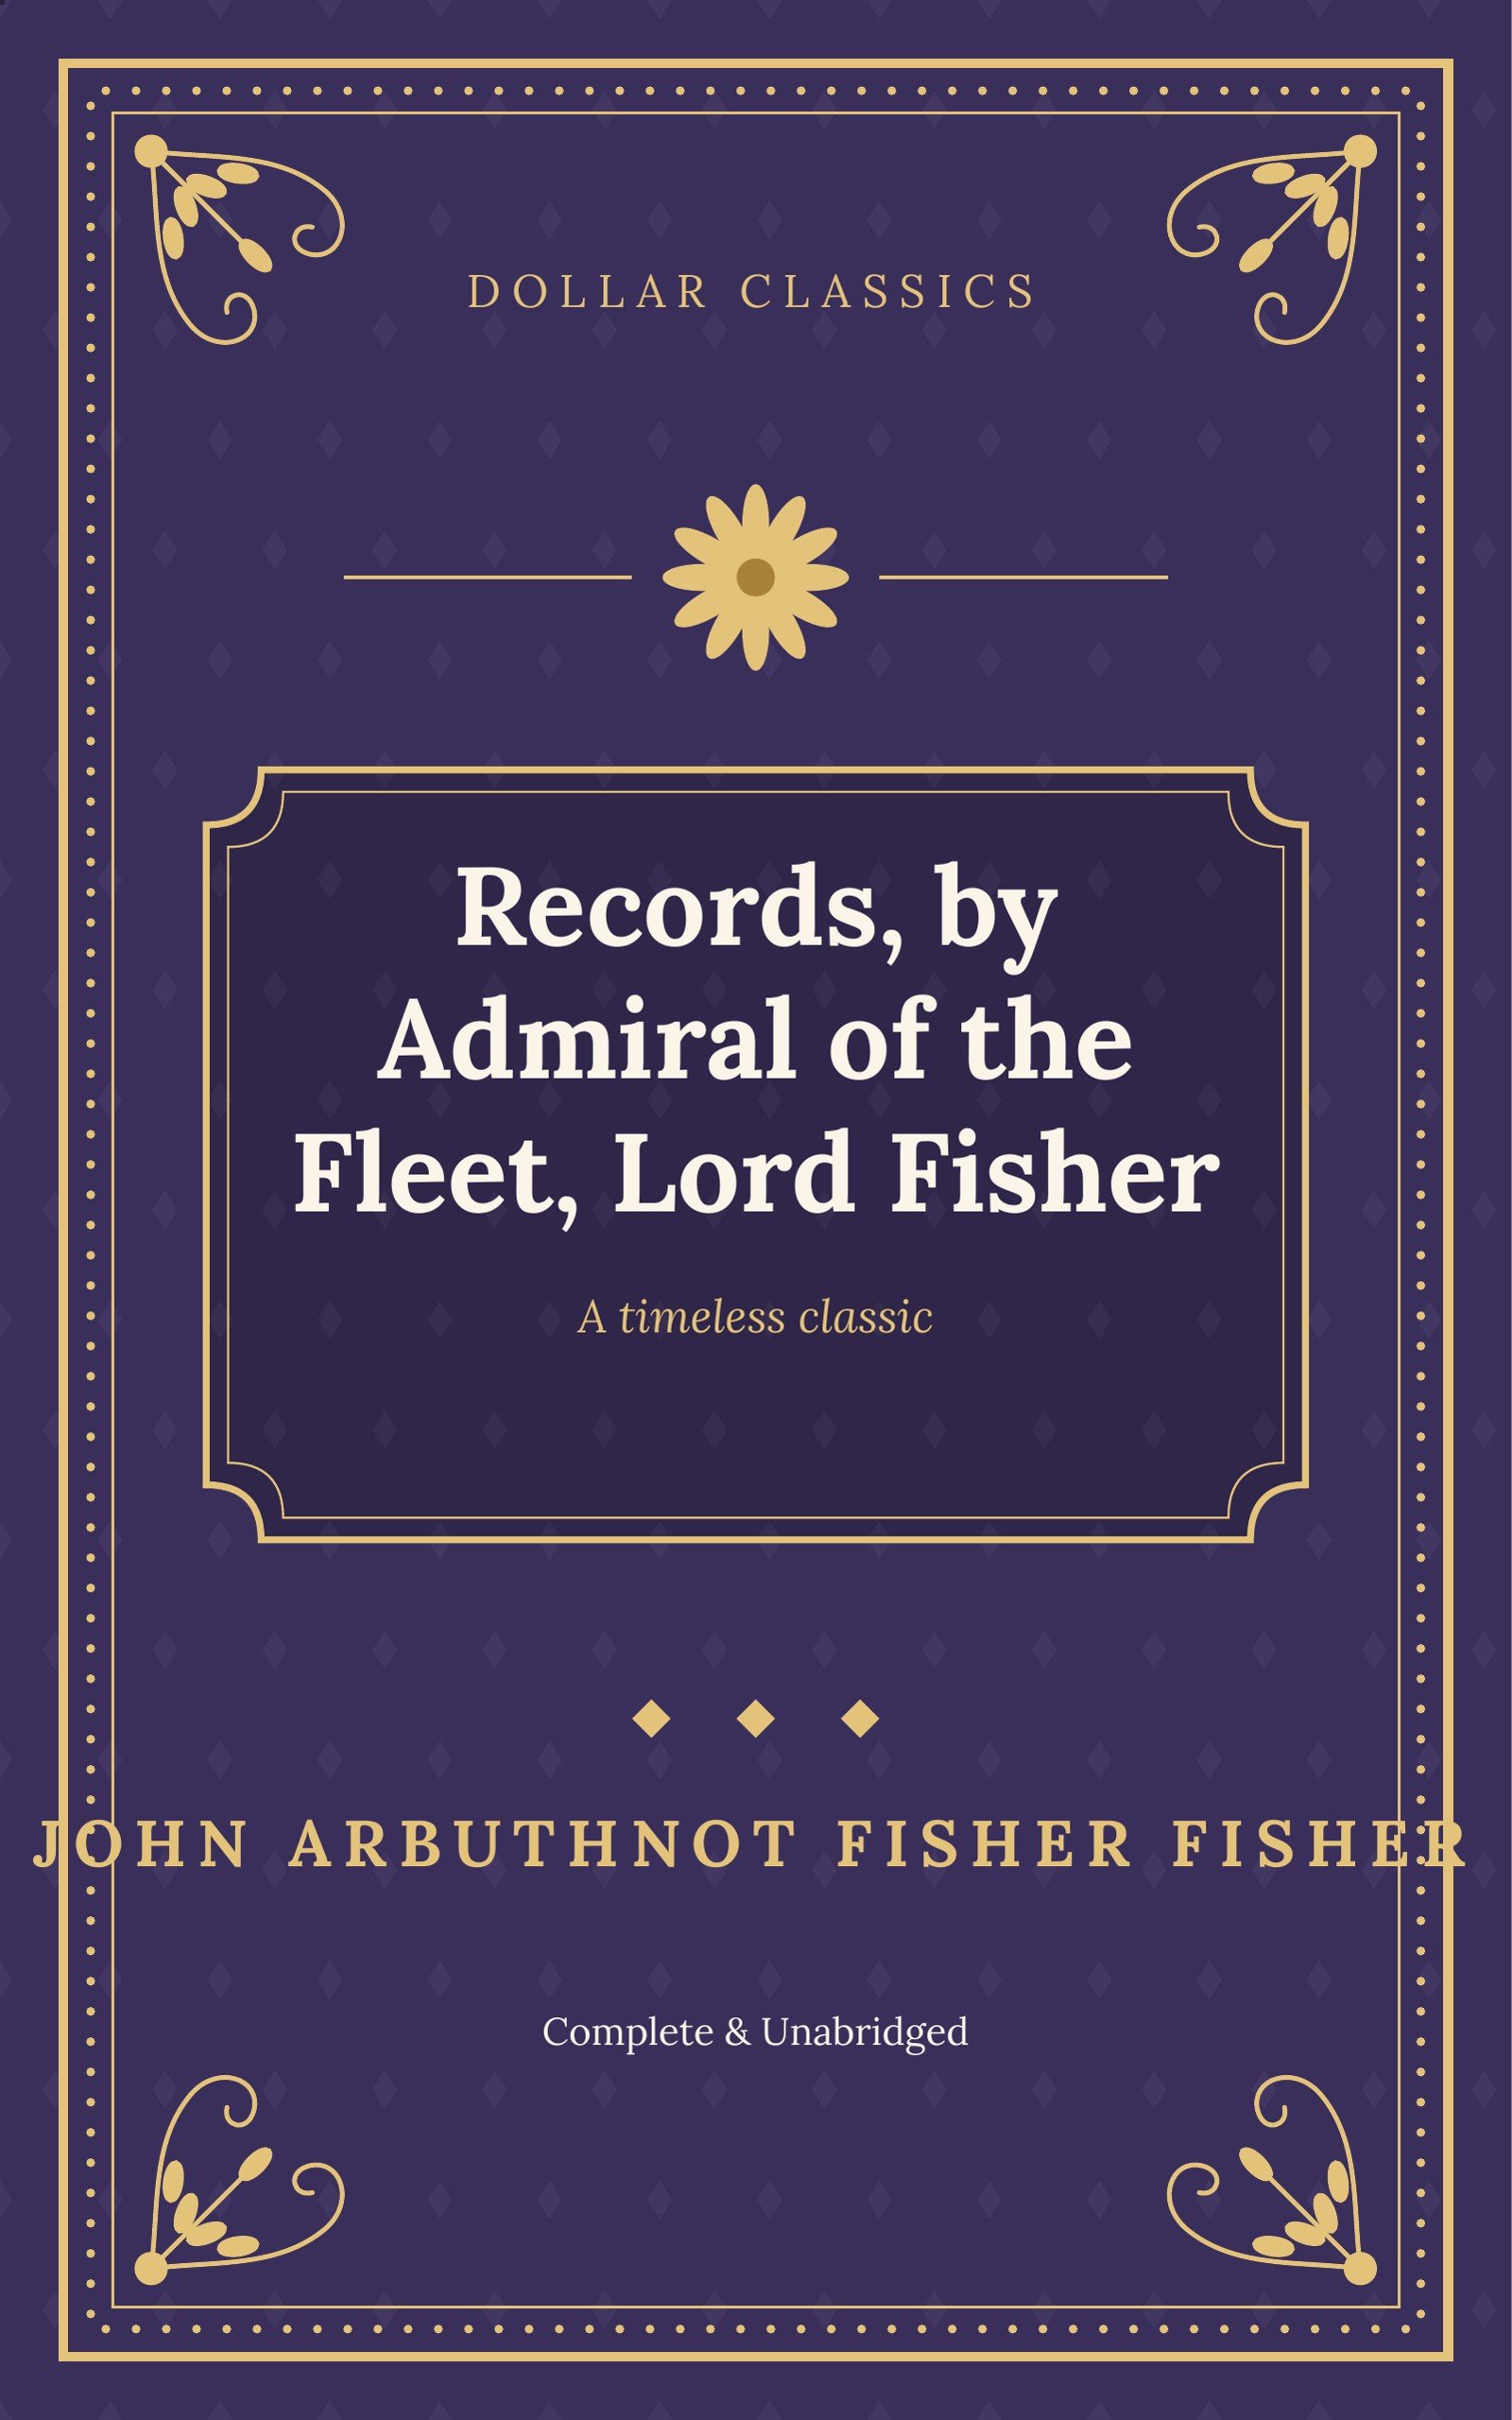 DOLLAR CLASSICS
Records, by
Admiral of the
Fleet, Lord Fisher
A timeless classic
JOHN ARBUTHNOT FISHER FISHER
Complete & Unabridged